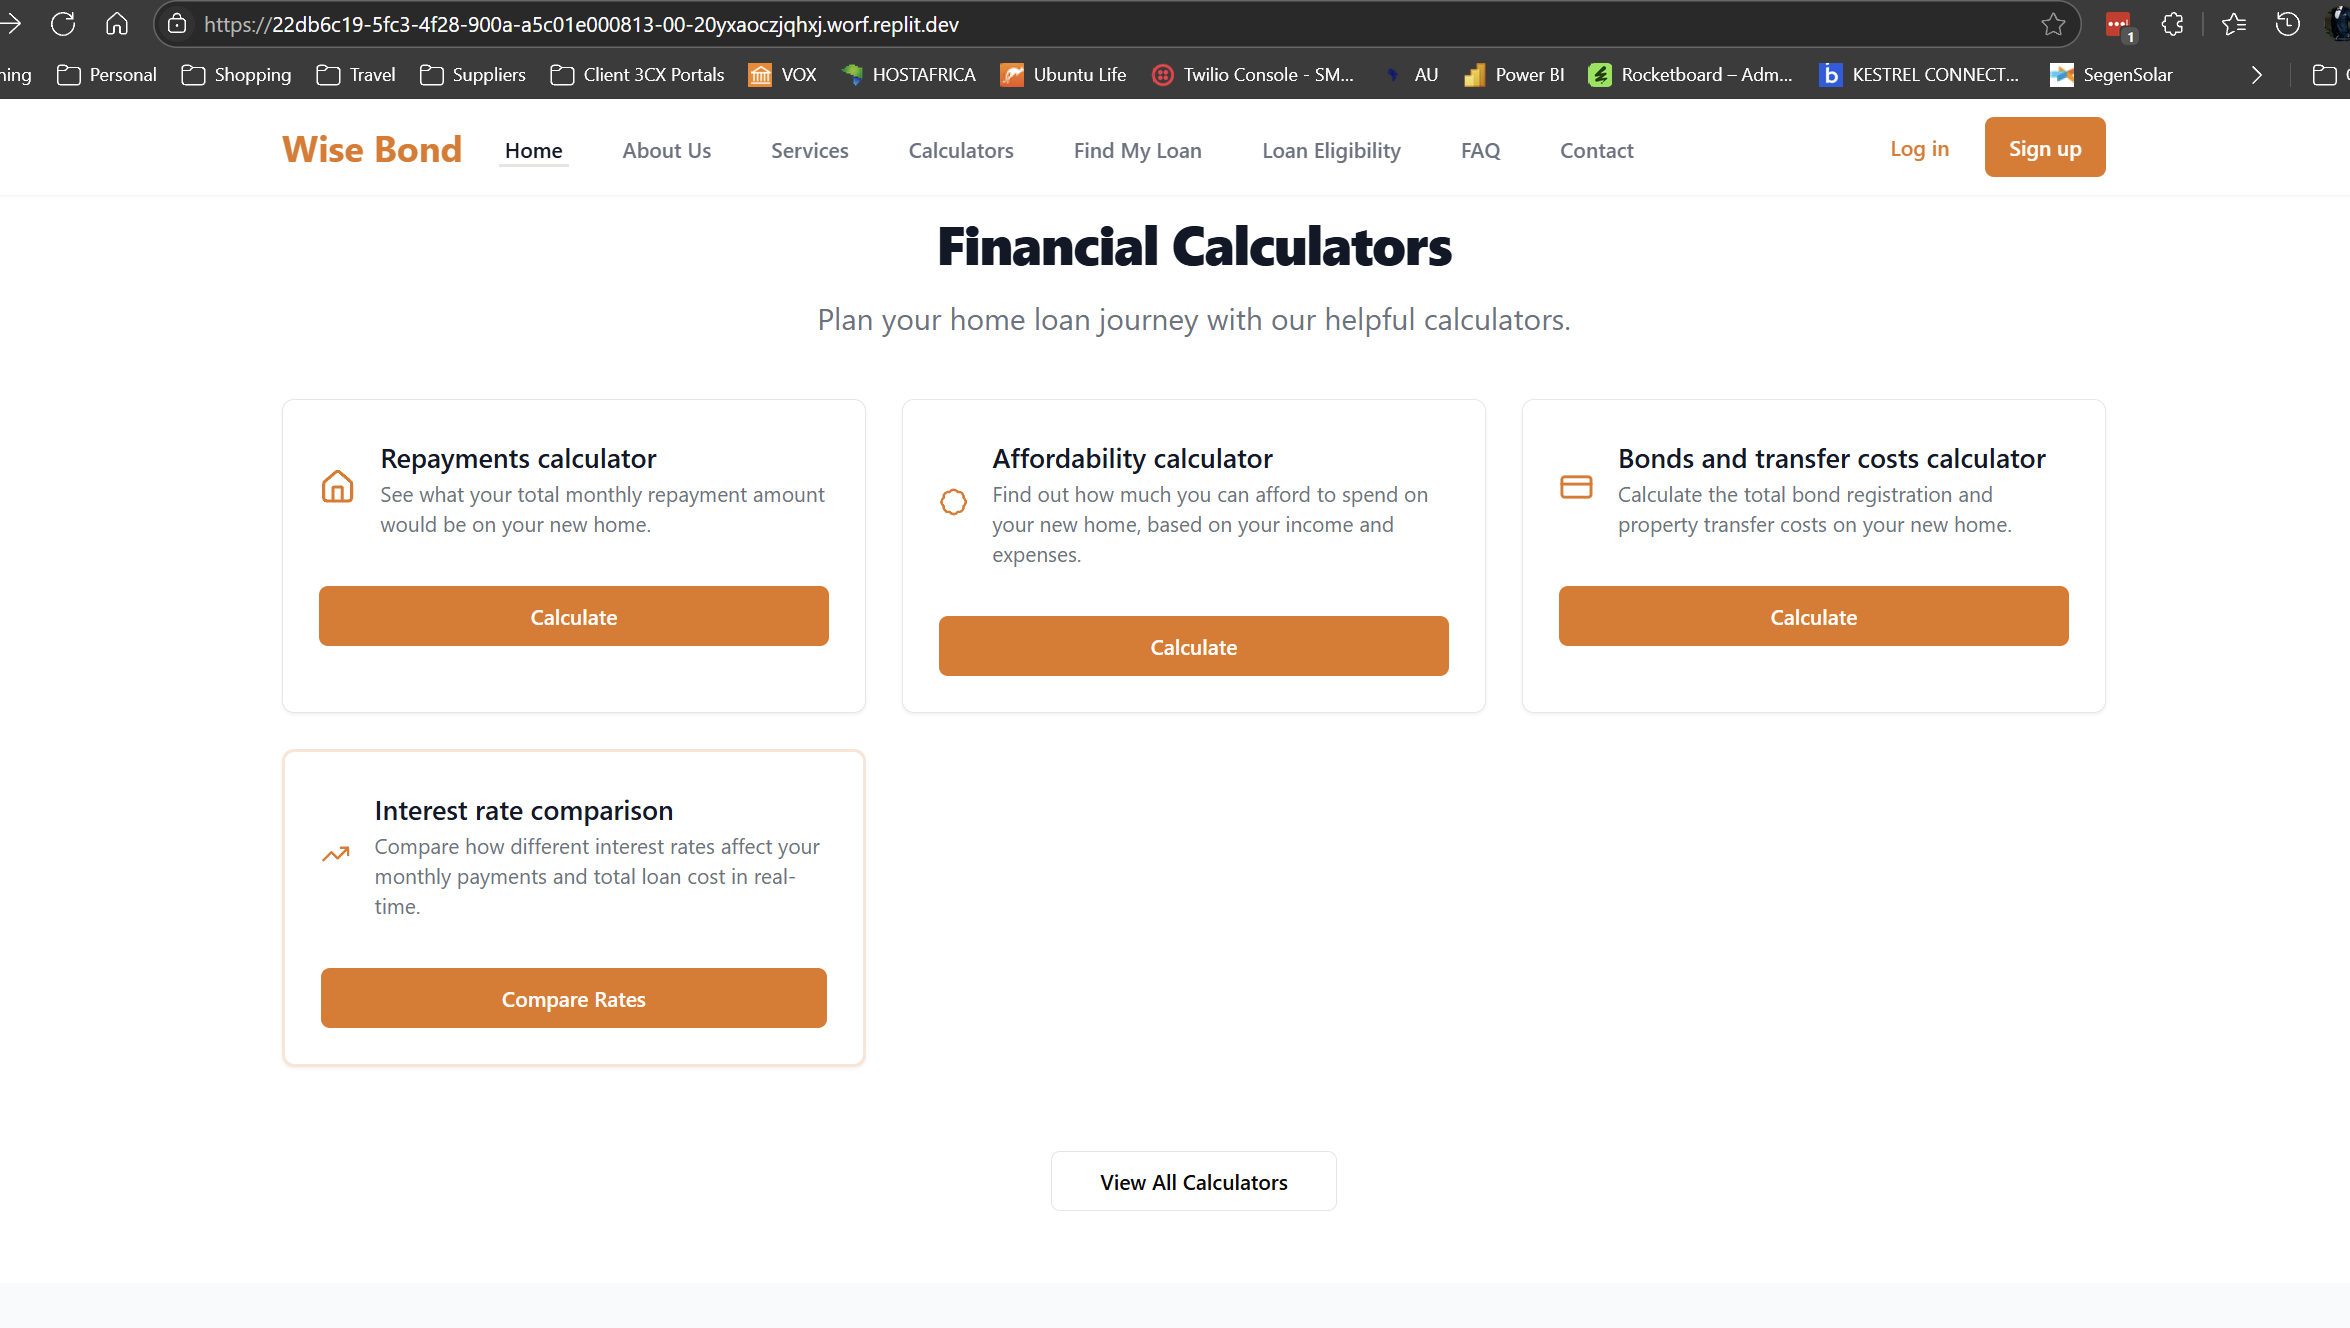 https://22db6c19-5fc3-4f28-900a-a5c01e000813-00-20yxaoczjqhxj.worf.replit.dev
1
Personal Shopping Travel Suppliers Client 3CX Portals VOX HOSTAFRICA Ubuntu Life Twilio Console - SM... AU Power BI Rocketboard – Adm... KESTREL CONNECT... SegenSolar
Wise Bond Home About Us Services Calculators Find My Loan Loan Eligibility FAQ Contact Log in Sign up
Financial Calculators
Plan your home loan journey with our helpful calculators.
Repayments calculator
See what your total monthly repayment amount
would be on your new home.
Calculate
Affordability calculator
Find out how much you can afford to spend on
your new home, based on your income and
expenses.
Calculate
Bonds and transfer costs calculator
Calculate the total bond registration and
property transfer costs on your new home.
Calculate
Interest rate comparison
Compare how different interest rates affect your
monthly payments and total loan cost in real-
time.
Compare Rates
View All Calculators